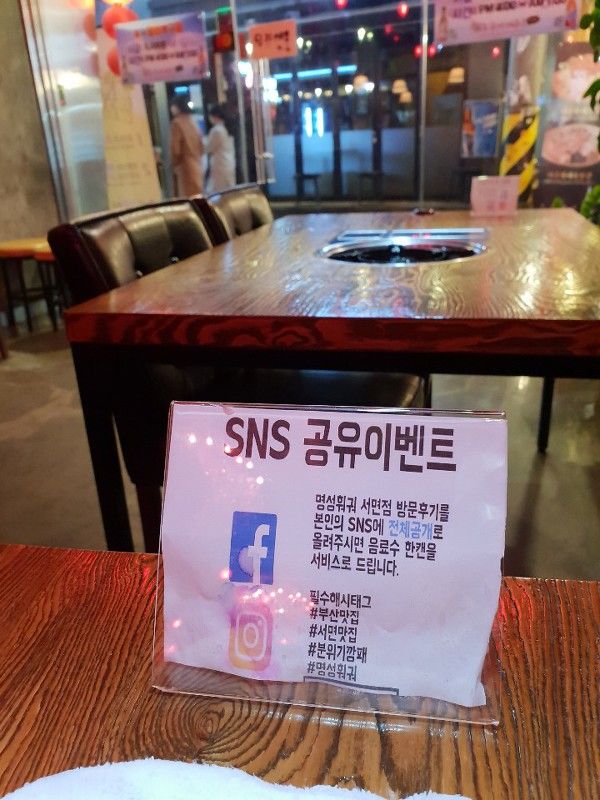 SNS 공유이벤트
명성훠궈 서면점 방문후기를
본인의 SNS에 전체공개로
올려주시면 음료수 한캔을
서비스로 드립니다.
필수해시태그
#부산맛집
#서면맛집
#분위기깡패
#명성훠궈